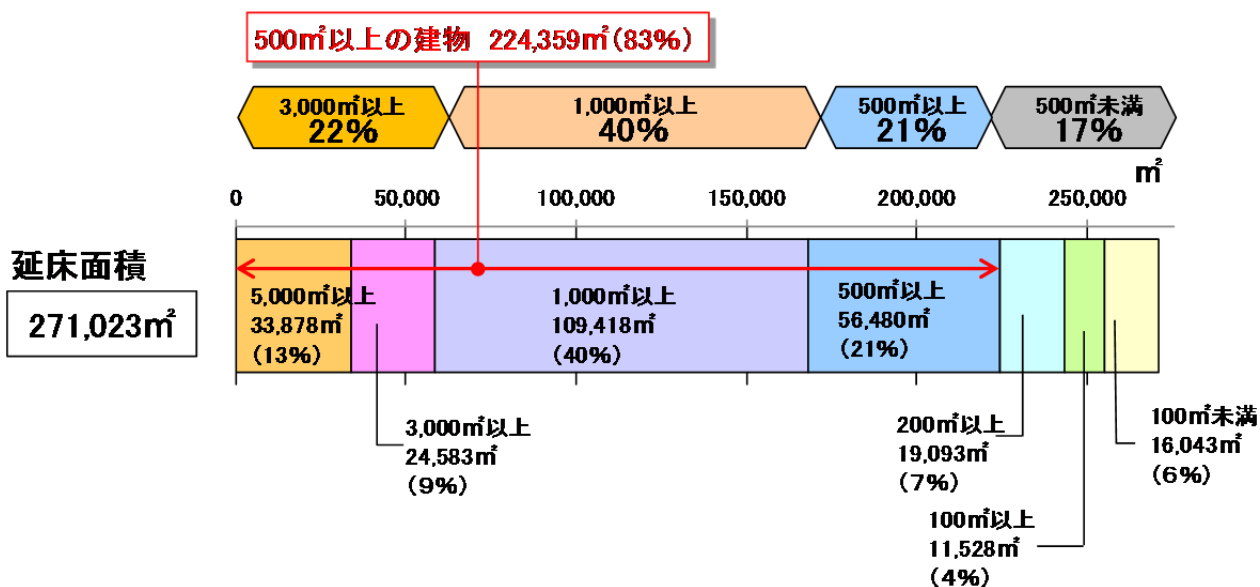 500㎡以上の建物 224,359㎡(83%)
3,000㎡以上
22%
1,000㎡以上
40%
500㎡以上
21%
500㎡未満
17%
㎡
0
50,000
100,000
150,000
200,000
250,000
延床面積
271,023㎡
5,000㎡以上
33,878㎡
(13%)
1,000㎡以上
109,418㎡
(40%)
500㎡以上
56,480㎡
(21%)
3,000㎡以上
24,583㎡
(9%)
200㎡以上
19,093㎡
(7%)
100㎡以上
11,528㎡
(4%)
100㎡未満
16,043㎡
(6%)